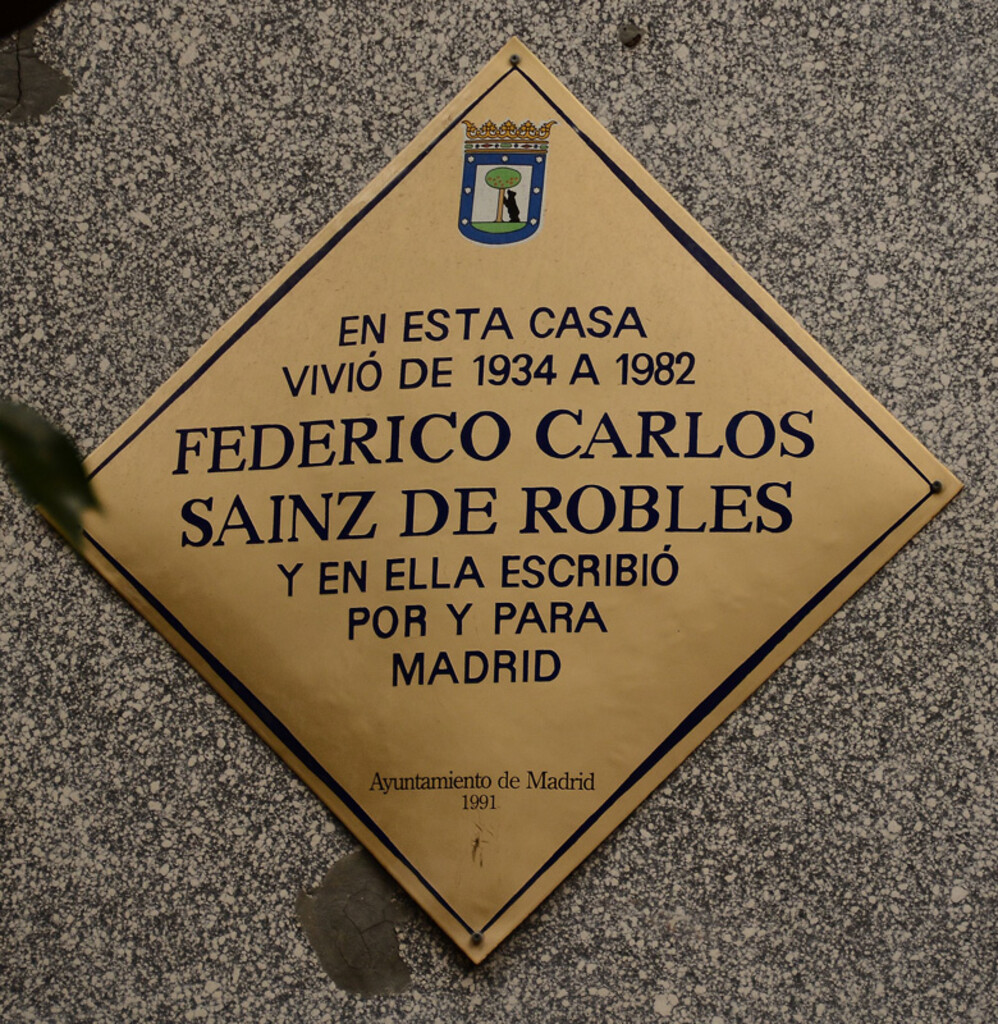 EN ESTA CASA
VIVIÓ DE 1934 A 1982
FEDERICO CARLOS
SAINZ DE ROBLES
Y EN ELLA ESCRIBIÓ
POR Y PARA
MADRID
Ayuntamiento de Madrid
1991